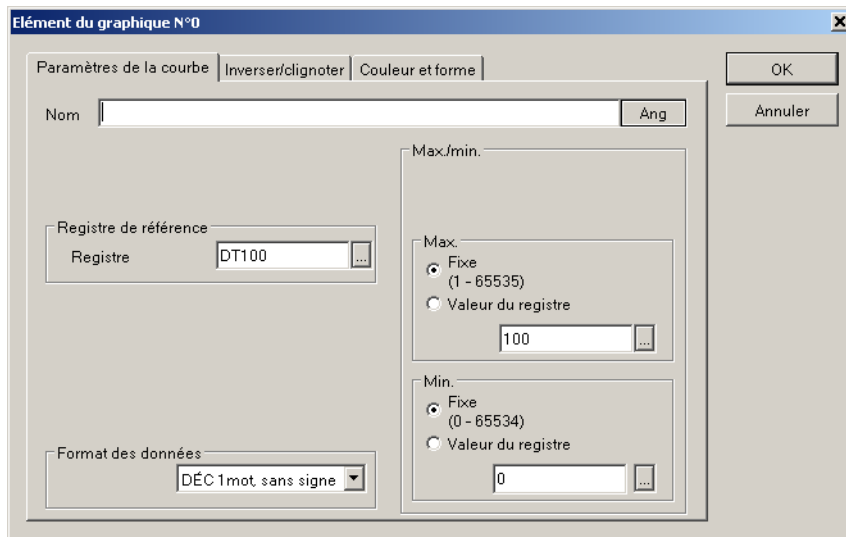 Elément du graphique N°0
Paramètres de la courbe
Inverser/clignoter
Couleur et forme
OK
Annuler
Nom
Ang
Max./min.
Registre de référence
Registre
DT100
...
Max.
Fixe
(1 - 65535)
Valeur du registre
100
...
Min.
Fixe
(0 - 65534)
Valeur du registre
0
...
Format des données
DÉC 1mot, sans signe